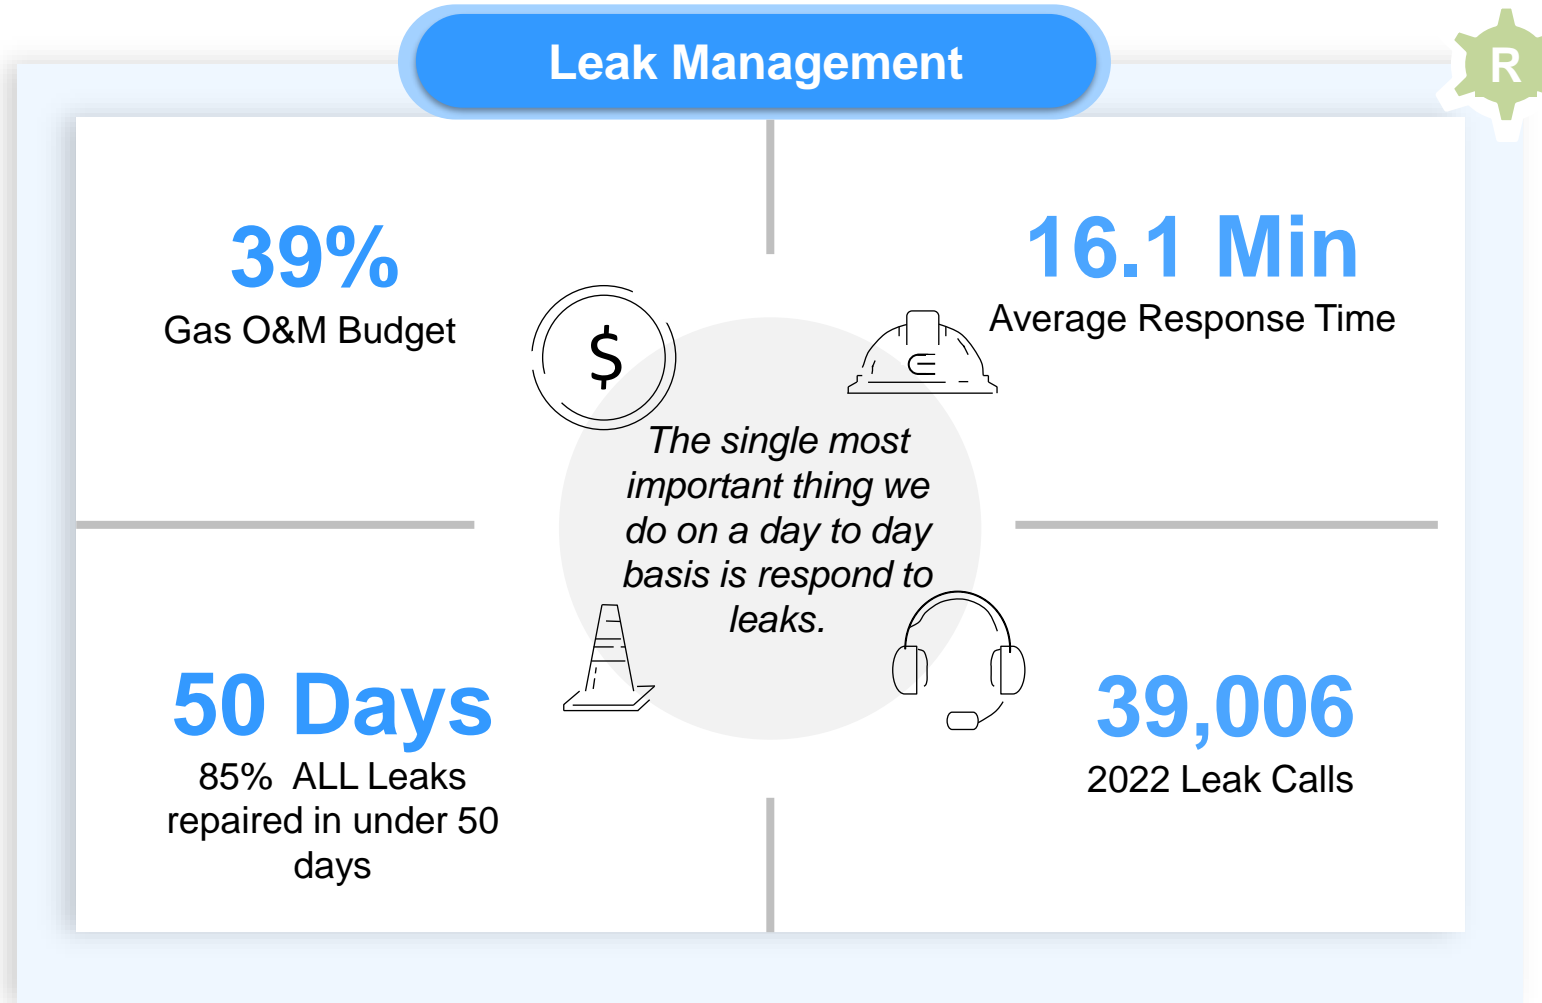 Leak Management
R
39%
Gas O&M Budget
16.1 Min
Average Response Time
$
The single most
important thing we
do on a day to day
basis is respond to
leaks.
50 Days
85% ALL Leaks
repaired in under 50
days
39,006
2022 Leak Calls